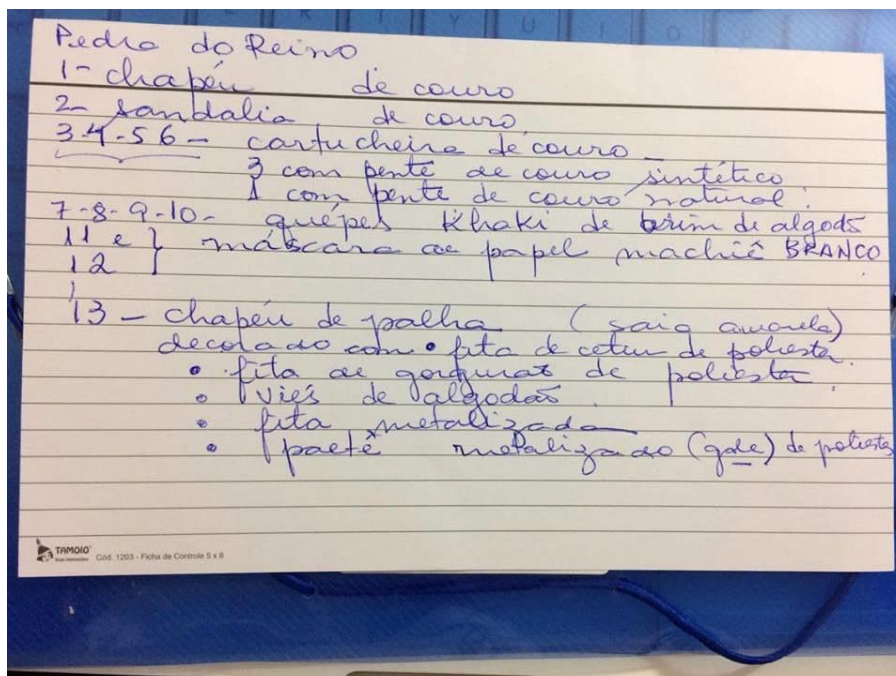 Pedro do Reino
1- chapéu de couro
2- sandalia de couro
3-4-5 6 - cartucheira de couro -
3 com pente de couro sintético
1 com pente de couro natural.
7-8-9-10- quépes Khaki de brim de algodão
11 e } máscara de papel machiê BRANCO
12
13 - chapéu de palha (saia amarela)
decolado com • fita de cetim de poliester.
• fita de de poliester.
• viés de algodão.
• fita metalizada
• paetê metalizado (gale) de poliester
TAMOIO
Cód. 1203 - Ficha de Controle 5 x 8